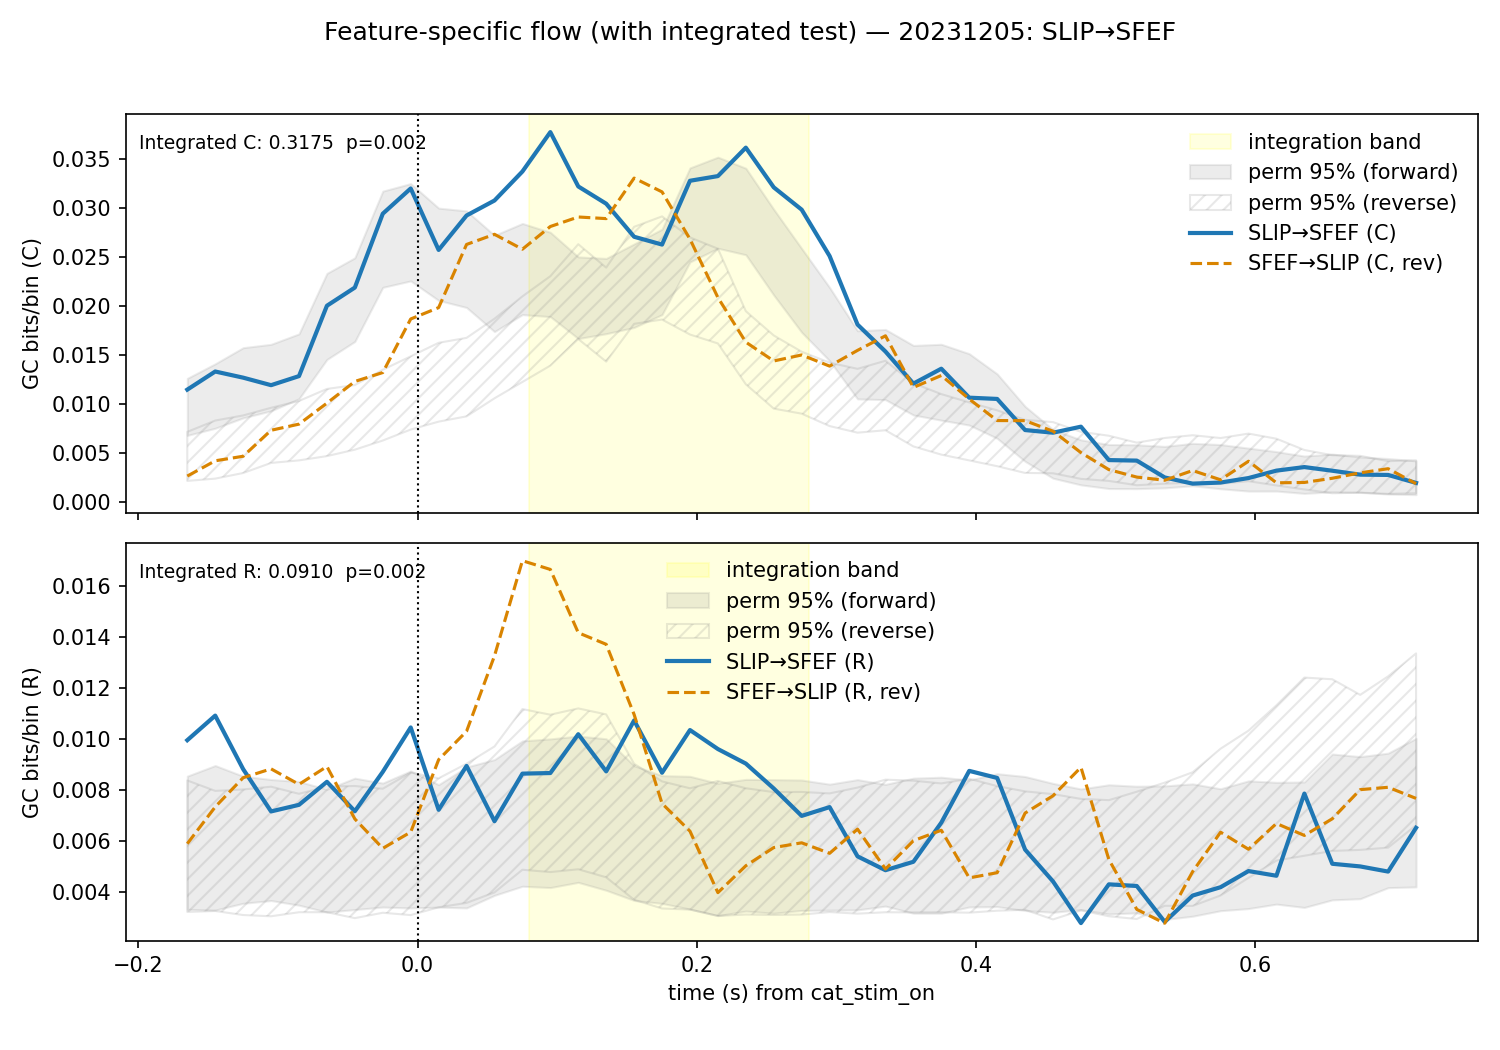 Feature-specific flow (with integrated test) — 20231205: SLIP→SFEF
Integrated C: 0.3175  p=0.002
integration band
perm 95% (forward)
perm 95% (reverse)
SLIP→SFEF (C)
SFEF→SLIP (C, rev)
GC bits/bin (C)
0.035
0.030
0.025
0.020
0.015
0.010
0.005
0.000
Integrated R: 0.0910  p=0.002
integration band
perm 95% (forward)
perm 95% (reverse)
SLIP→SFEF (R)
SFEF→SLIP (R, rev)
GC bits/bin (R)
0.016
0.014
0.012
0.010
0.008
0.006
0.004
−0.2 0.0 0.2 0.4 0.6
time (s) from cat_stim_on